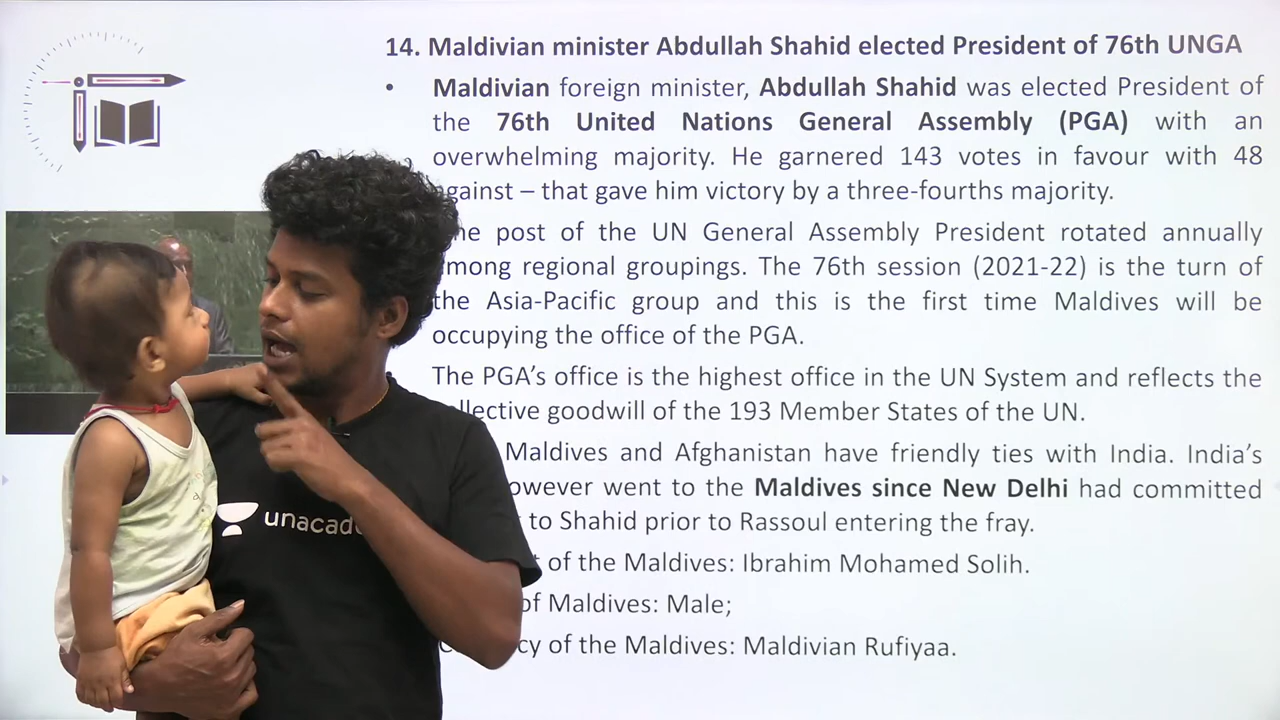 14. Maldivian minister Abdullah Shahid elected President of 76th UNGA
• Maldivian foreign minister, Abdullah Shahid was elected President of
the 76th United Nations General Assembly (PGA) with an
overwhelming majority. He garnered 143 votes in favour with 48
against – that gave him victory by a three-fourths majority.
post of the UN General Assembly President rotated annually
among regional groupings. The 76th session (2021-22) is the turn of
the Asia-Pacific group and this is the first time Maldives will be
occupying the office of the PGA.
The PGA's office is the highest office in the UN System and reflects the
goodwill of the 193 Member States of the UN.
Maldives and Afghanistan have friendly ties with India. India's
went to the Maldives since New Delhi had committed
to Shahid prior to Rassoul entering the fray.
of the Maldives: Ibrahim Mohamed Solih.
of Maldives: Male;
of the Maldives: Maldivian Rufiyaa.